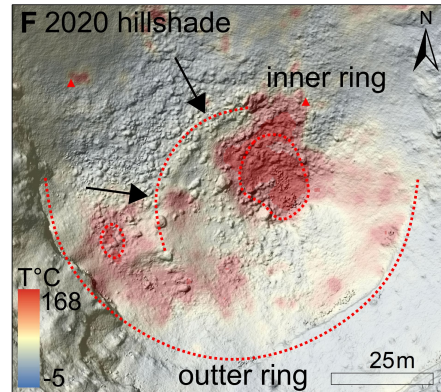 F 2020 hillshade
N
inner ring
T°C
168
-5
outter ring
25m